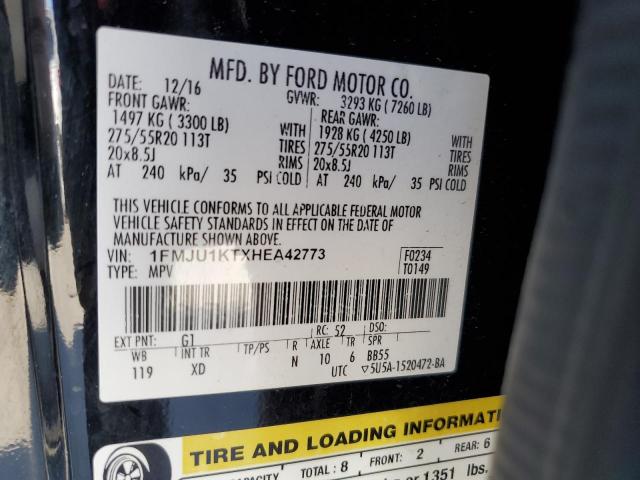 MFD. BY FORD MOTOR CO.
DATE: 12/16 GVWR: 3293 KG ( 7260 LB)
FRONT GAWR: REAR GAWR:
1497 KG ( 3300 LB) WITH 1928 KG ( 4250 LB) WITH
275/55R20 113T TIRES 275/55R20 113T TIRES
20x8.5J RIMS 20x8.5J RIMS
AT 240 kPa/ 35 PSI COLD AT 240 kPa/ 35 PSI COLD
THIS VEHICLE CONFORMS TO ALL APPLICABLE FEDERAL MOTOR
VEHICLE SAFETY STANDARDS IN EFFECT ON THE DATE OF
MANUFACTURE SHOWN ABOVE.
VIN: 1FMJU1KTXHEA42773 F0234
TYPE: MPV T0149
EXT PNT: G1 RC: 52 DSO:
WB INT TR TP/PS R AXLE TR SPR
119 XD N 10 6 BB55
UTC ▽5U5A-1520472-BA
TIRE AND LOADING INFORMATI
TOTAL : 8 FRONT: 2 REAR: 6
or 1351 lbs.